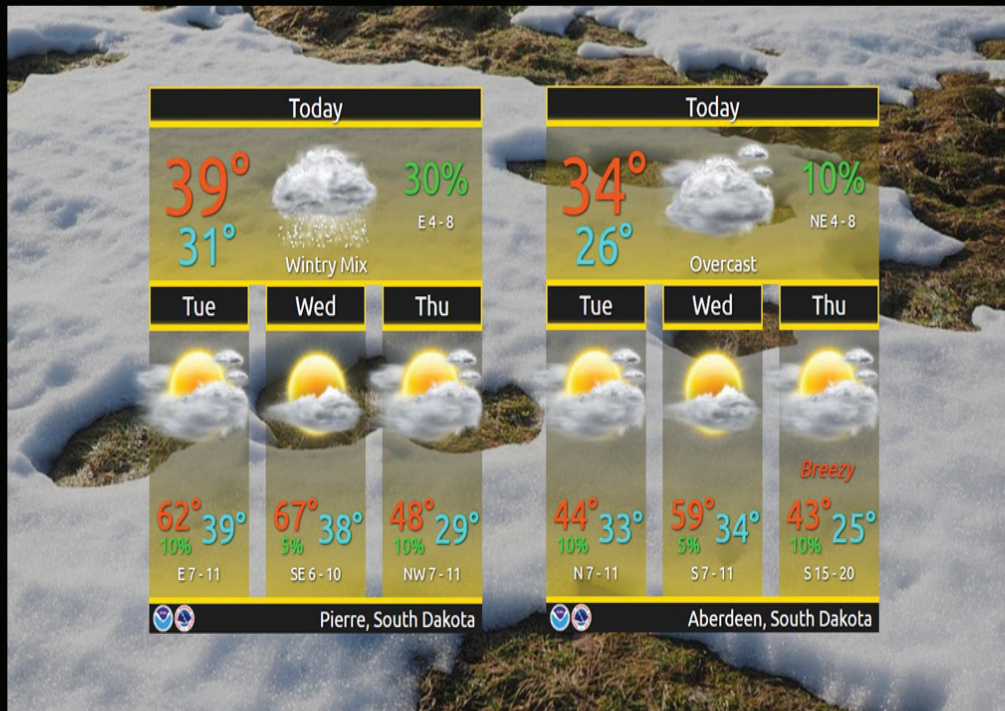 Today
39°
30%
31°
E 4 - 8
Wintry Mix
Tue Wed Thu
62° 39° 67° 38° 48° 29°
10% 5% 10%
E 7 - 11 SE 6 - 10 NW 7 - 11
Pierre, South Dakota
Today
34°
10%
26°
NE 4 - 8
Overcast
Tue Wed Thu
Breezy
44° 33° 59° 34° 43° 25°
10% 5% 10%
N 7 - 11 S 7 - 11 S 15 - 20
Aberdeen, South Dakota